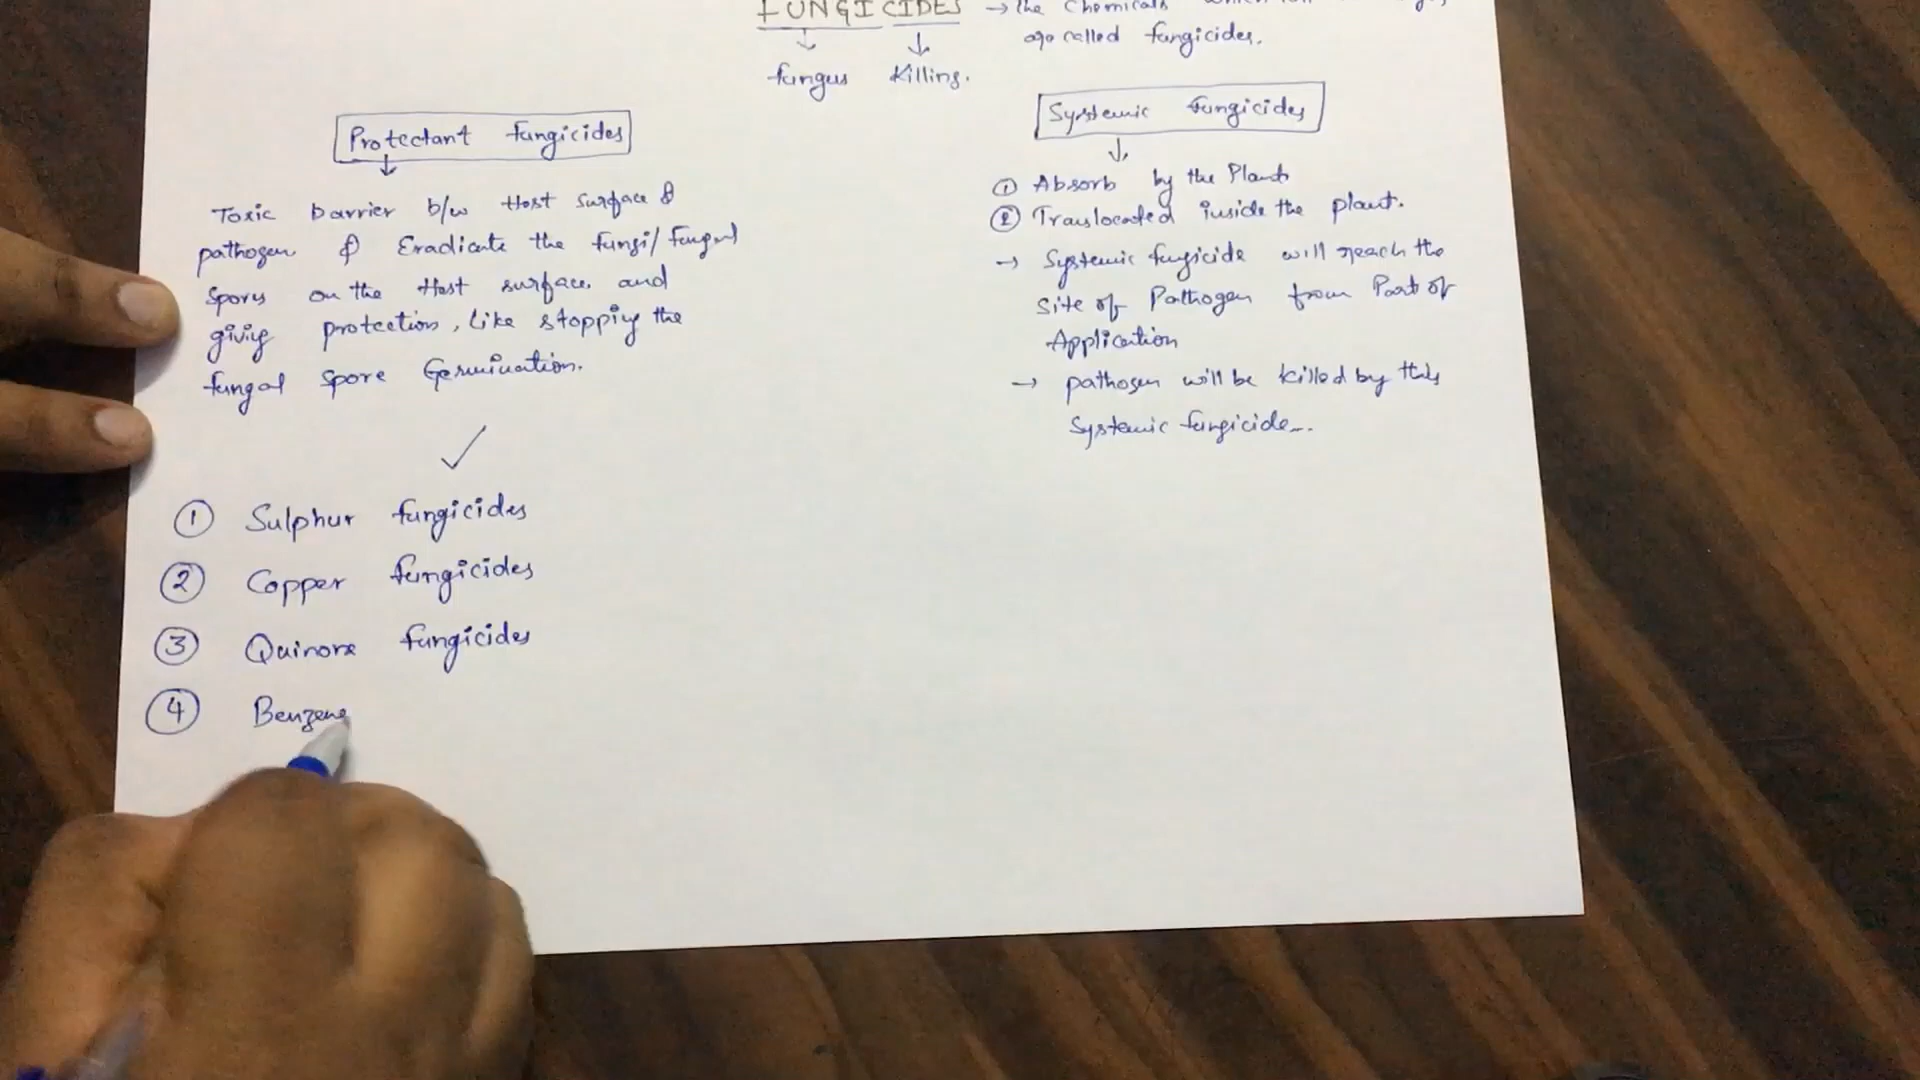 FUNGICIDES → the chemicals
are called fungicides.
↓ ↓
fungus Killing.
Protectant fungicides
↓
Toxic barrier b/w Host surface &
pathogen & Eradicate the fungi/fungal
spores on the Host surface and
giving protection, like stopping the
fungal spore Germination.
✓
① Sulphur fungicides
② Copper fungicides
③ Quinone fungicides
④ Benzene
Systemic fungicides
↓
① Absorb by the Plants
② Translocated inside the plant.
→ Systemic fungicide will reach the
site of Pathogen from Part of
Application
→ pathogen will be killed by this
Systemic fungicide...